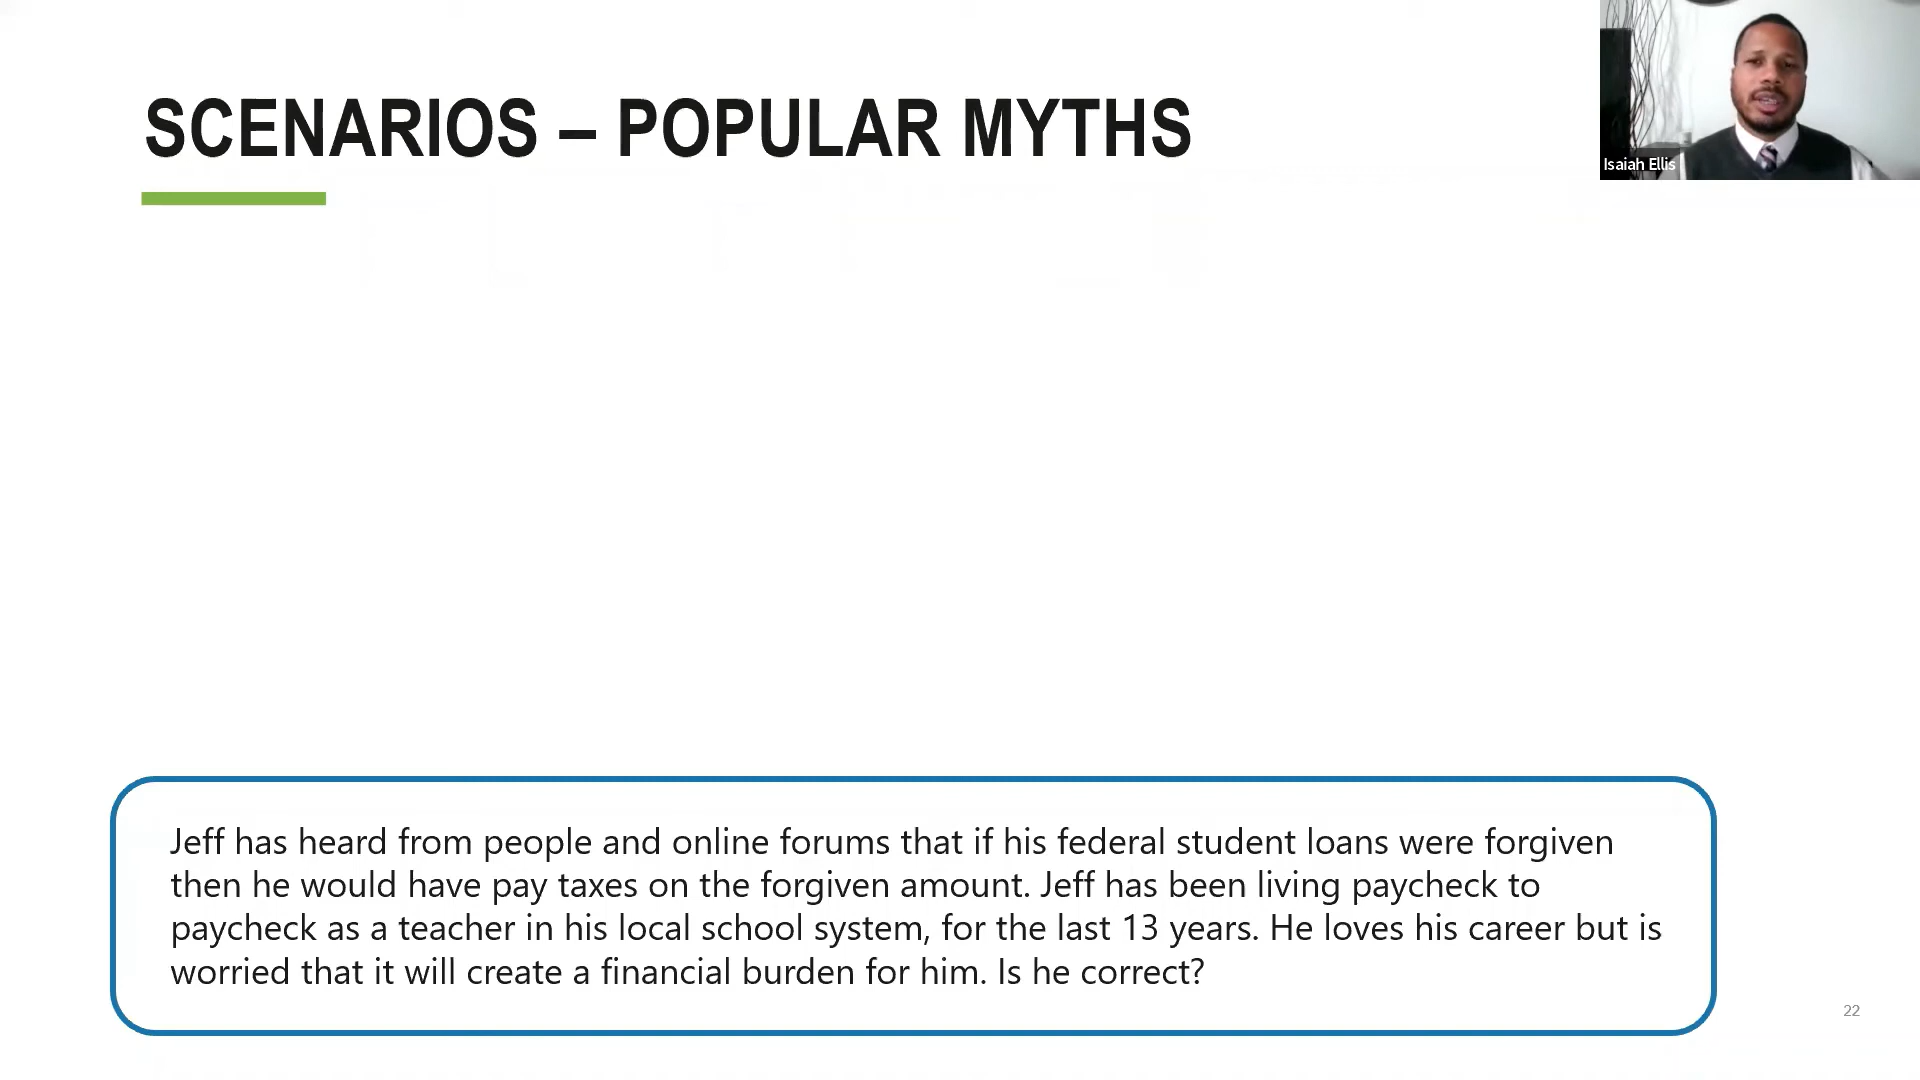 SCENARIOS – POPULAR MYTHS
Isaiah Ellis
Jeff has heard from people and online forums that if his federal student loans were forgiven
then he would have pay taxes on the forgiven amount. Jeff has been living paycheck to
paycheck as a teacher in his local school system, for the last 13 years. He loves his career but is
worried that it will create a financial burden for him. Is he correct?
22